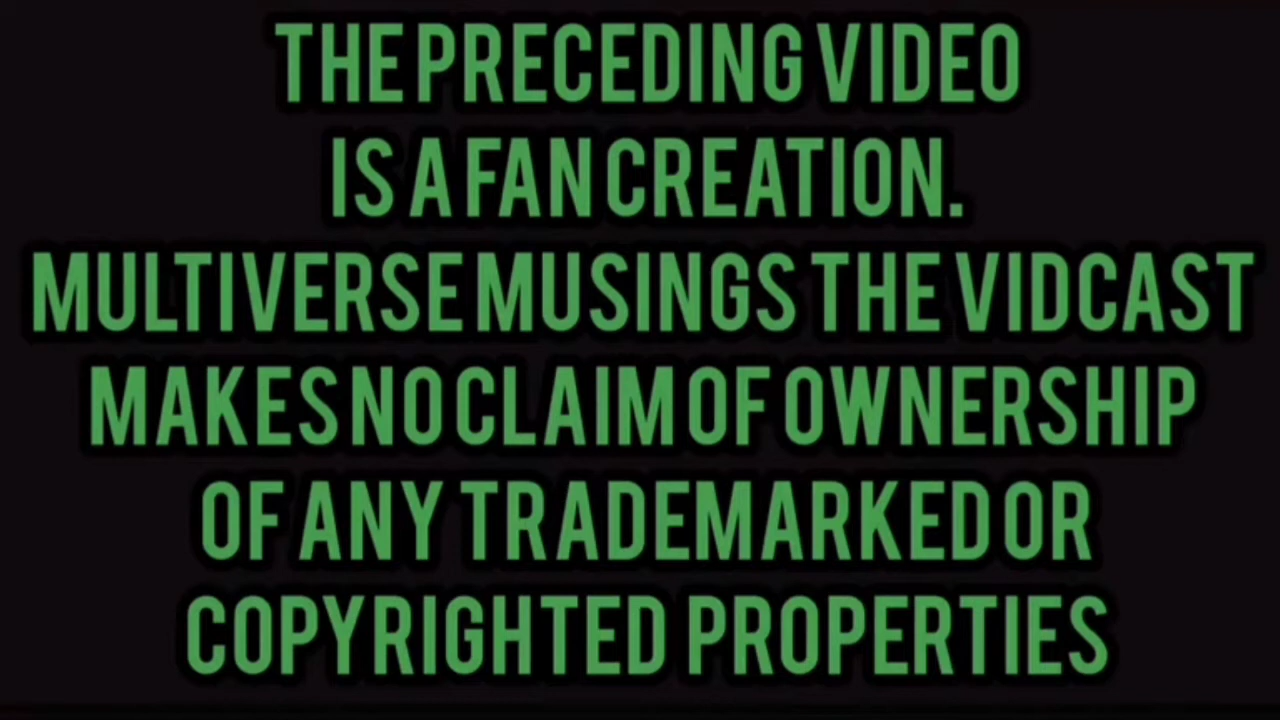 THE PRECEDING VIDEO
IS A FAN CREATION.
MULTIVERSE MUSINGS THE VIDCAST
MAKES NO CLAIM OF OWNERSHIP
OF ANY TRADEMARKED OR
COPYRIGHTED PROPERTIES